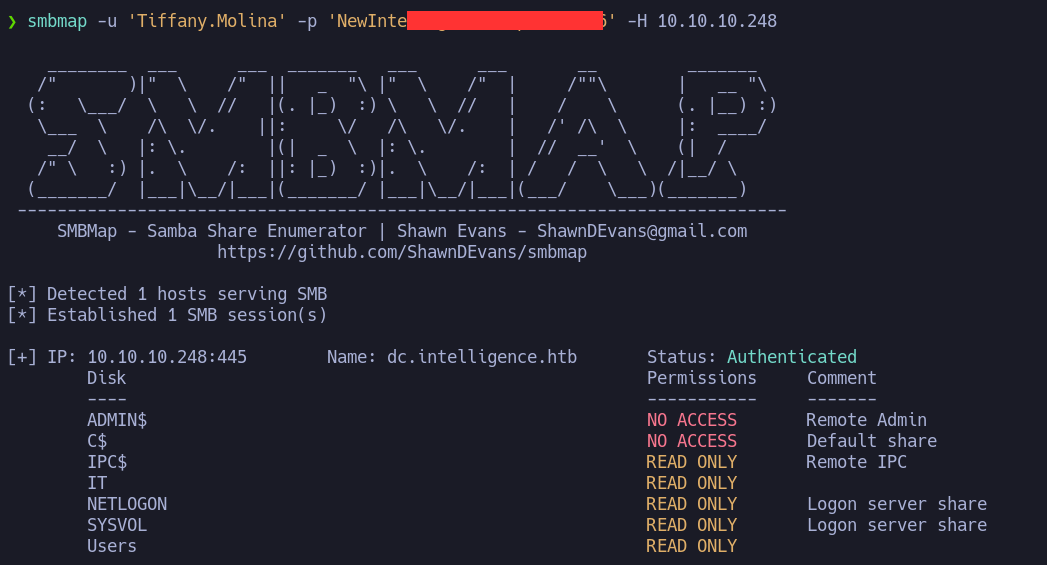 ❯ smbmap -u 'Tiffany.Molina' -p 'NewInte 6' -H 10.10.10.248
SMBMAP
SMBMap - Samba Share Enumerator | Shawn Evans - ShawnDEvans@gmail.com
https://github.com/ShawnDEvans/smbmap
[*] Detected 1 hosts serving SMB
[*] Established 1 SMB session(s)
[+] IP: 10.10.10.248:445 Name: dc.intelligence.htb Status: Authenticated
Disk Permissions Comment
---- ----------- -------
ADMIN$ NO ACCESS Remote Admin
C$ NO ACCESS Default share
IPC$ READ ONLY Remote IPC
IT READ ONLY
NETLOGON READ ONLY Logon server share
SYSVOL READ ONLY Logon server share
Users READ ONLY